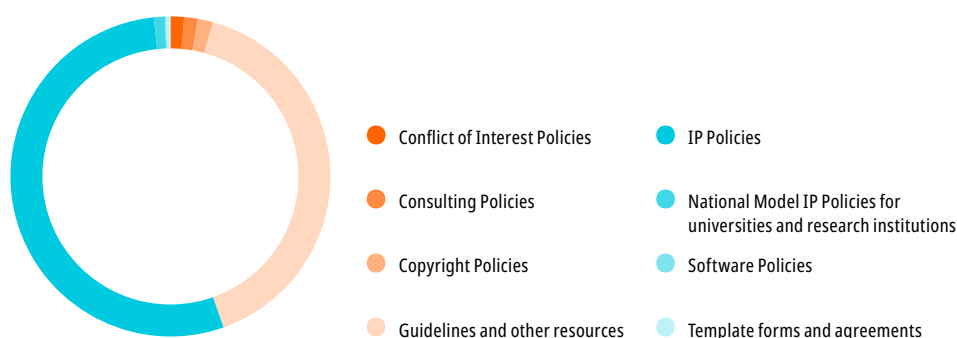 Conflict of Interest Policies
Consulting Policies
Copyright Policies
Guidelines and other resources
IP Policies
National Model IP Policies for
universities and research institutions
Software Policies
Template forms and agreements